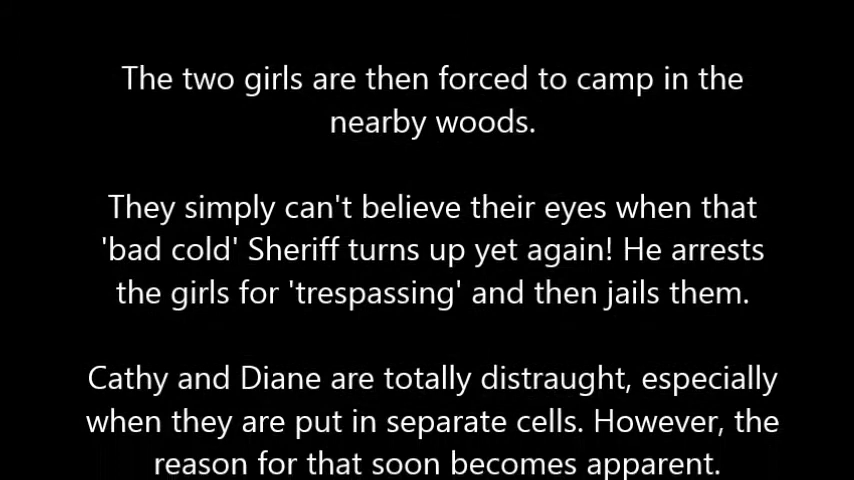 The two girls are then forced to camp in the
nearby woods.
They simply can't believe their eyes when that
'bad cold' Sheriff turns up yet again! He arrests
the girls for 'trespassing' and then jails them.
Cathy and Diane are totally distraught, especially
when they are put in separate cells. However, the
reason for that soon becomes apparent.